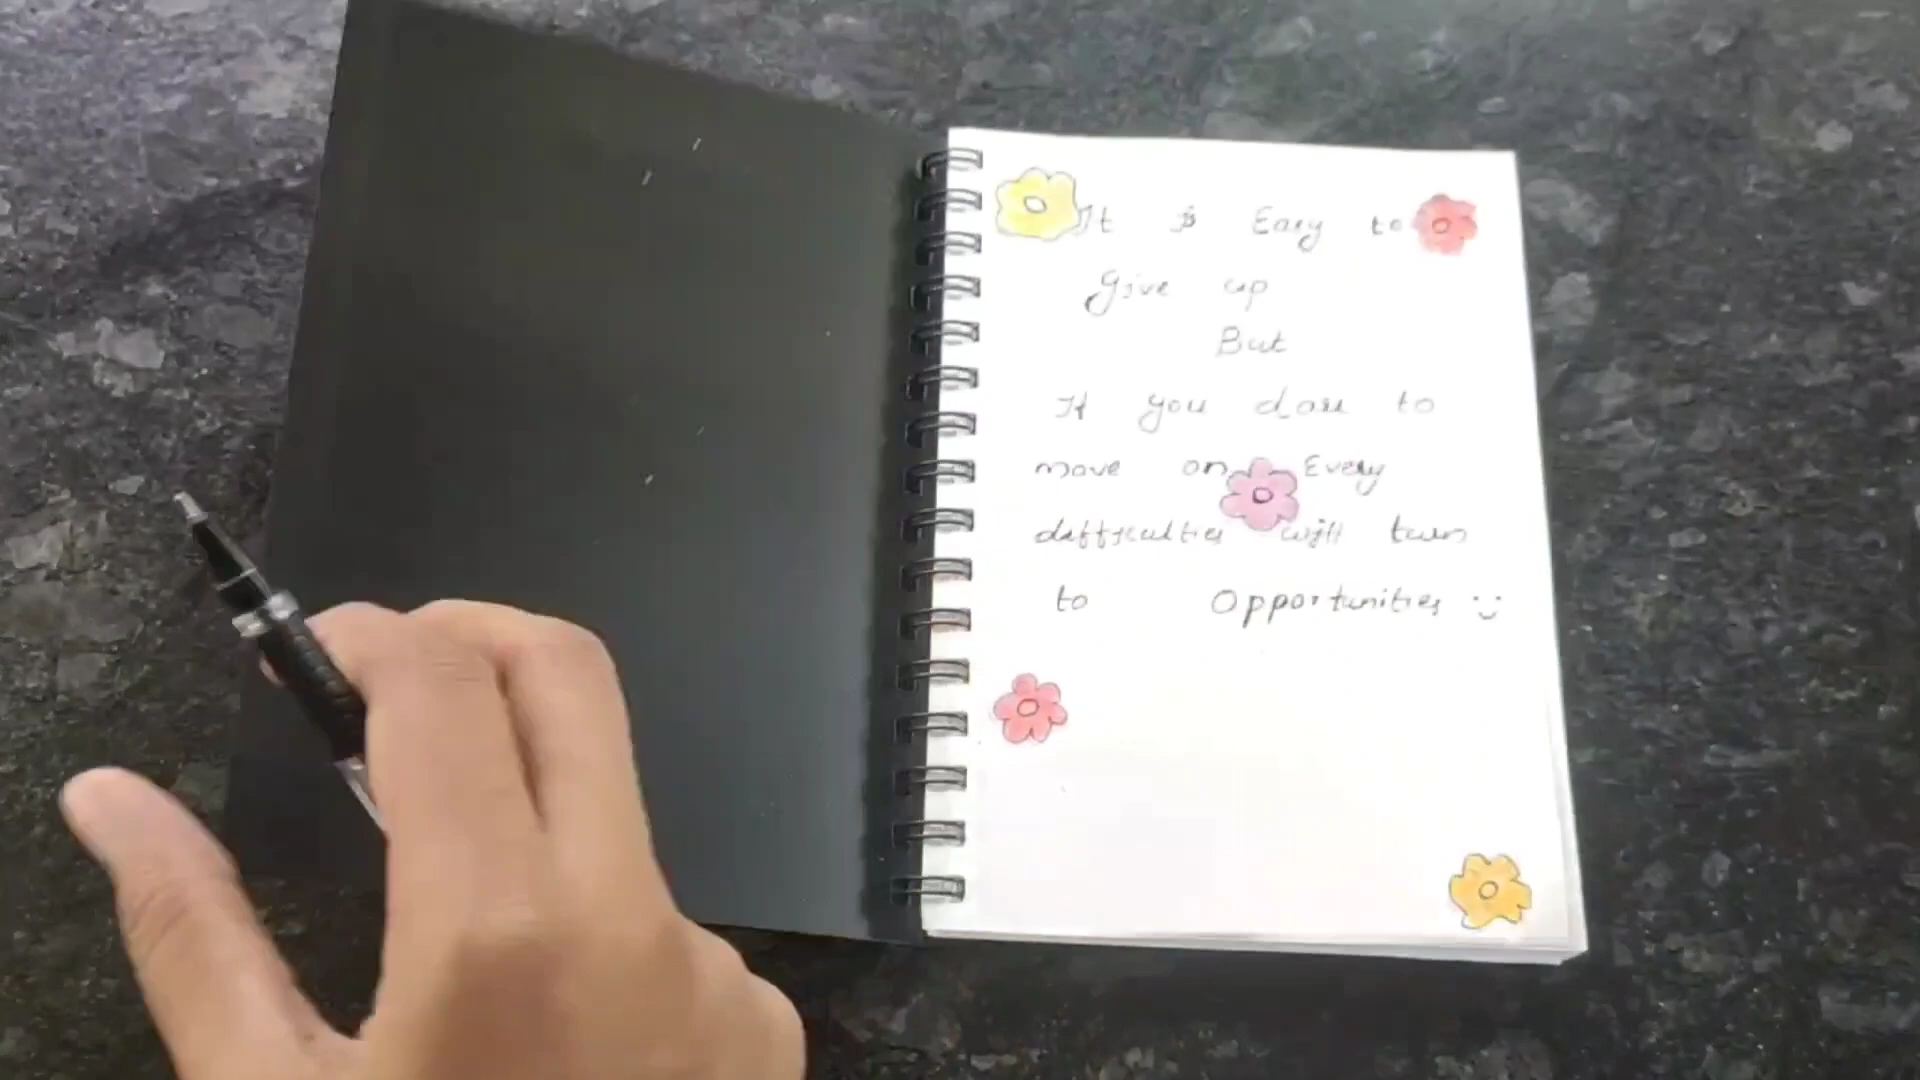 It is Easy to
Give up
But
If you dare to
move on Every
difficulties will turn
to Opportunities :)